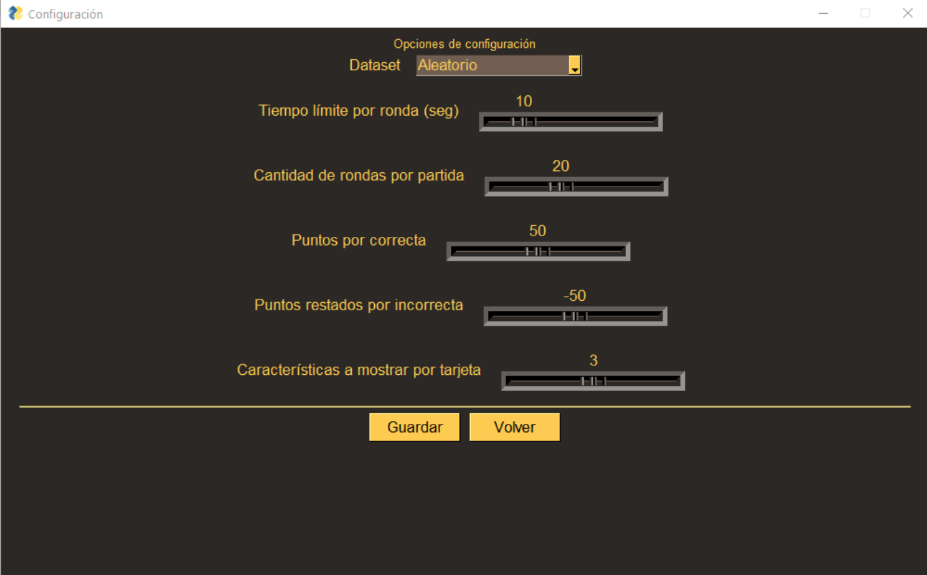 Configuración
Opciones de configuración
Dataset Aleatorio
10
Tiempo límite por ronda (seg)
20
Cantidad de rondas por partida
50
Puntos por correcta
-50
Puntos restados por incorrecta
3
Características a mostrar por tarjeta
Guardar Volver